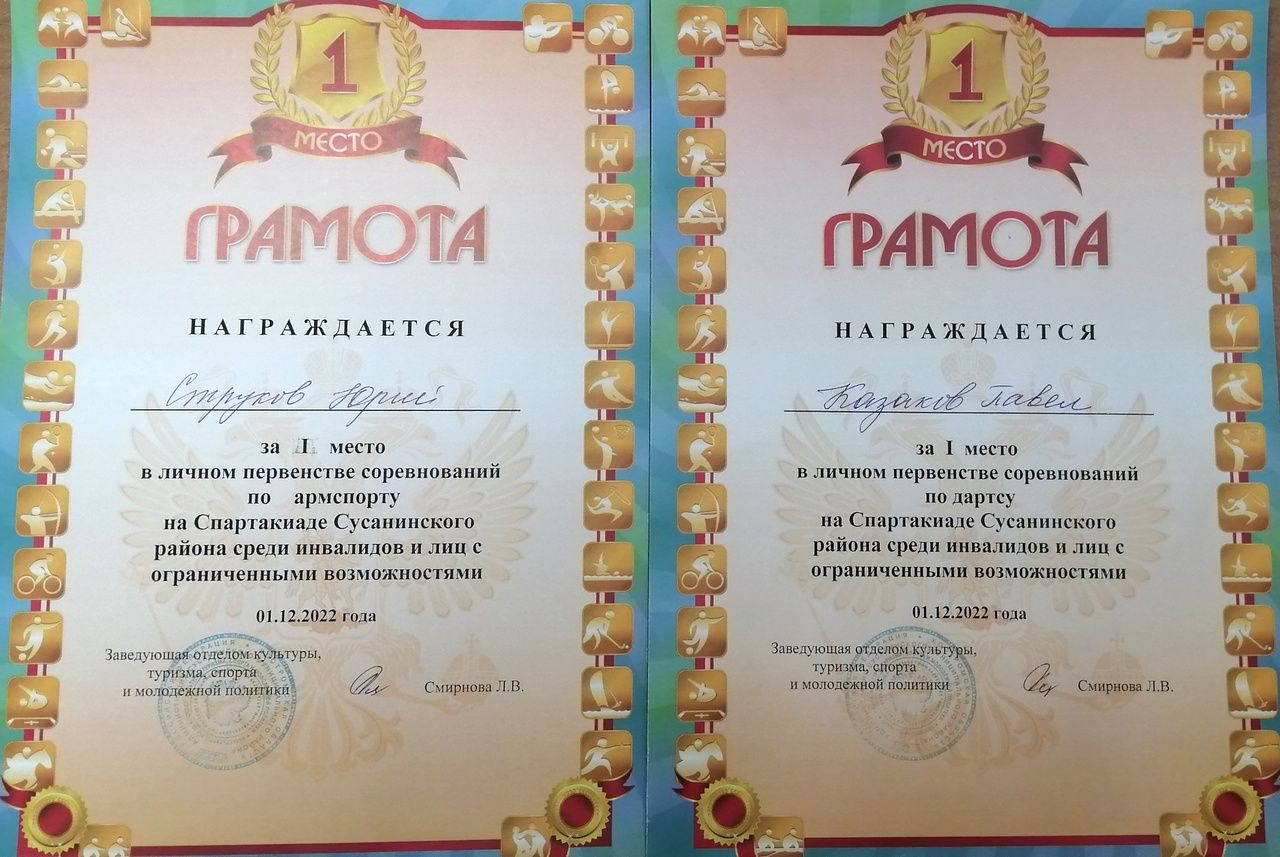 1
МЕСТО
ГРАМОТА
НАГРАЖДАЕТСЯ
Струков Юрий
за I место
в личном первенстве соревнований
по армспорту
на Спартакиаде Сусанинского
района среди инвалидов и лиц с
ограниченными возможностями
01.12.2022 года
Заведующая отделом культуры,
туризма, спорта
и молодежной политики
Смирнова Л.В.
1
МЕСТО
ГРАМОТА
НАГРАЖДАЕТСЯ
Казаков Павел
за I место
в личном первенстве соревнований
по дартсу
на Спартакиаде Сусанинского
района среди инвалидов и лиц с
ограниченными возможностями
01.12.2022 года
Заведующая отделом культуры,
туризма, спорта
и молодежной политики
Смирнова Л.В.